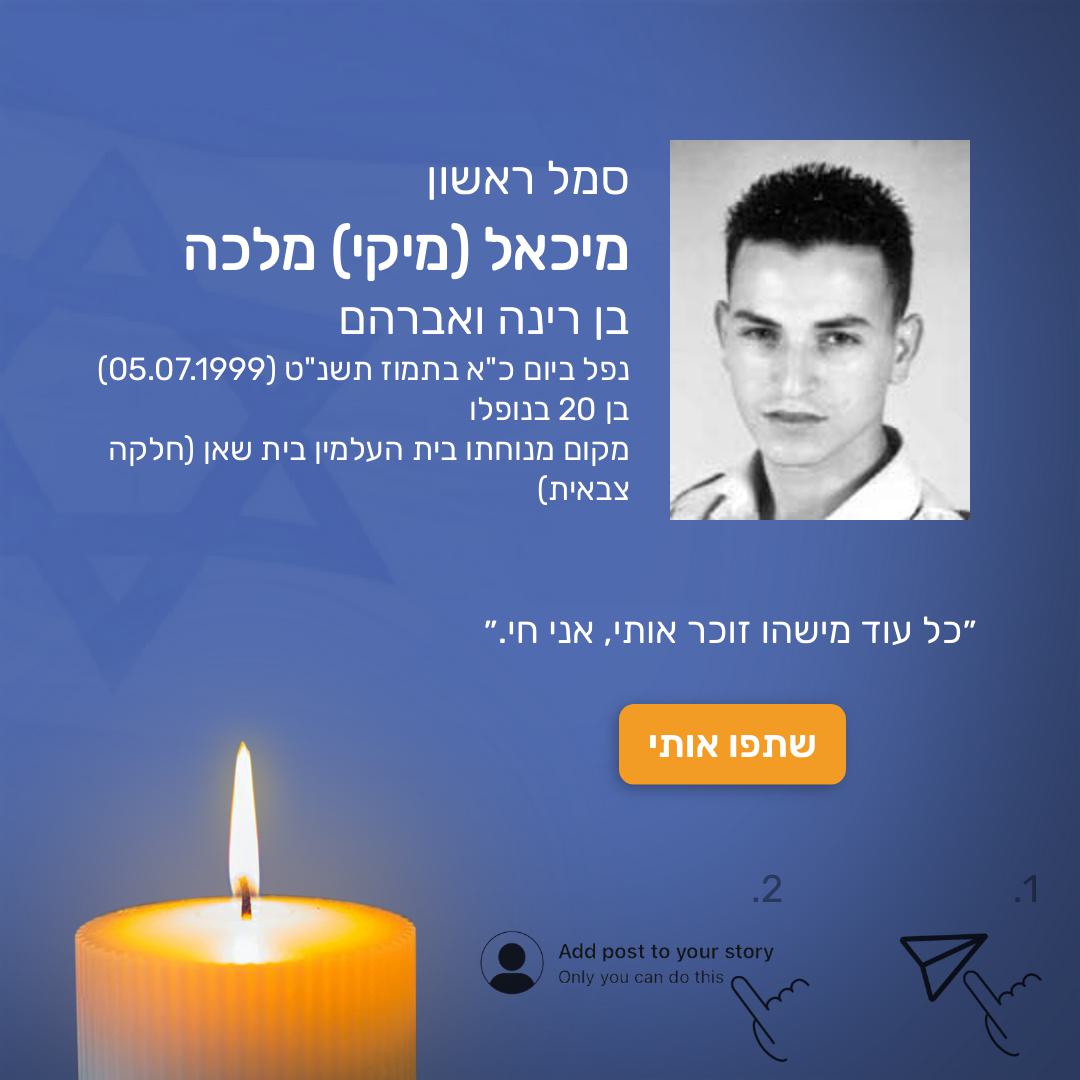 סמל ראשון
מיכאל (מיקי) מלכה
בן רינה ואברהם
נפל ביום כ"א בתמוז תשנ"ט (05.07.1999)
בן 20 בנופלו
מקום מנוחתו בית העלמין בית שאן (חלקה
צבאית)
״כל עוד מישהו זוכר אותי, אני חי.״
שתפו אותי
.1
.2
Add post to your story
Only you can do this